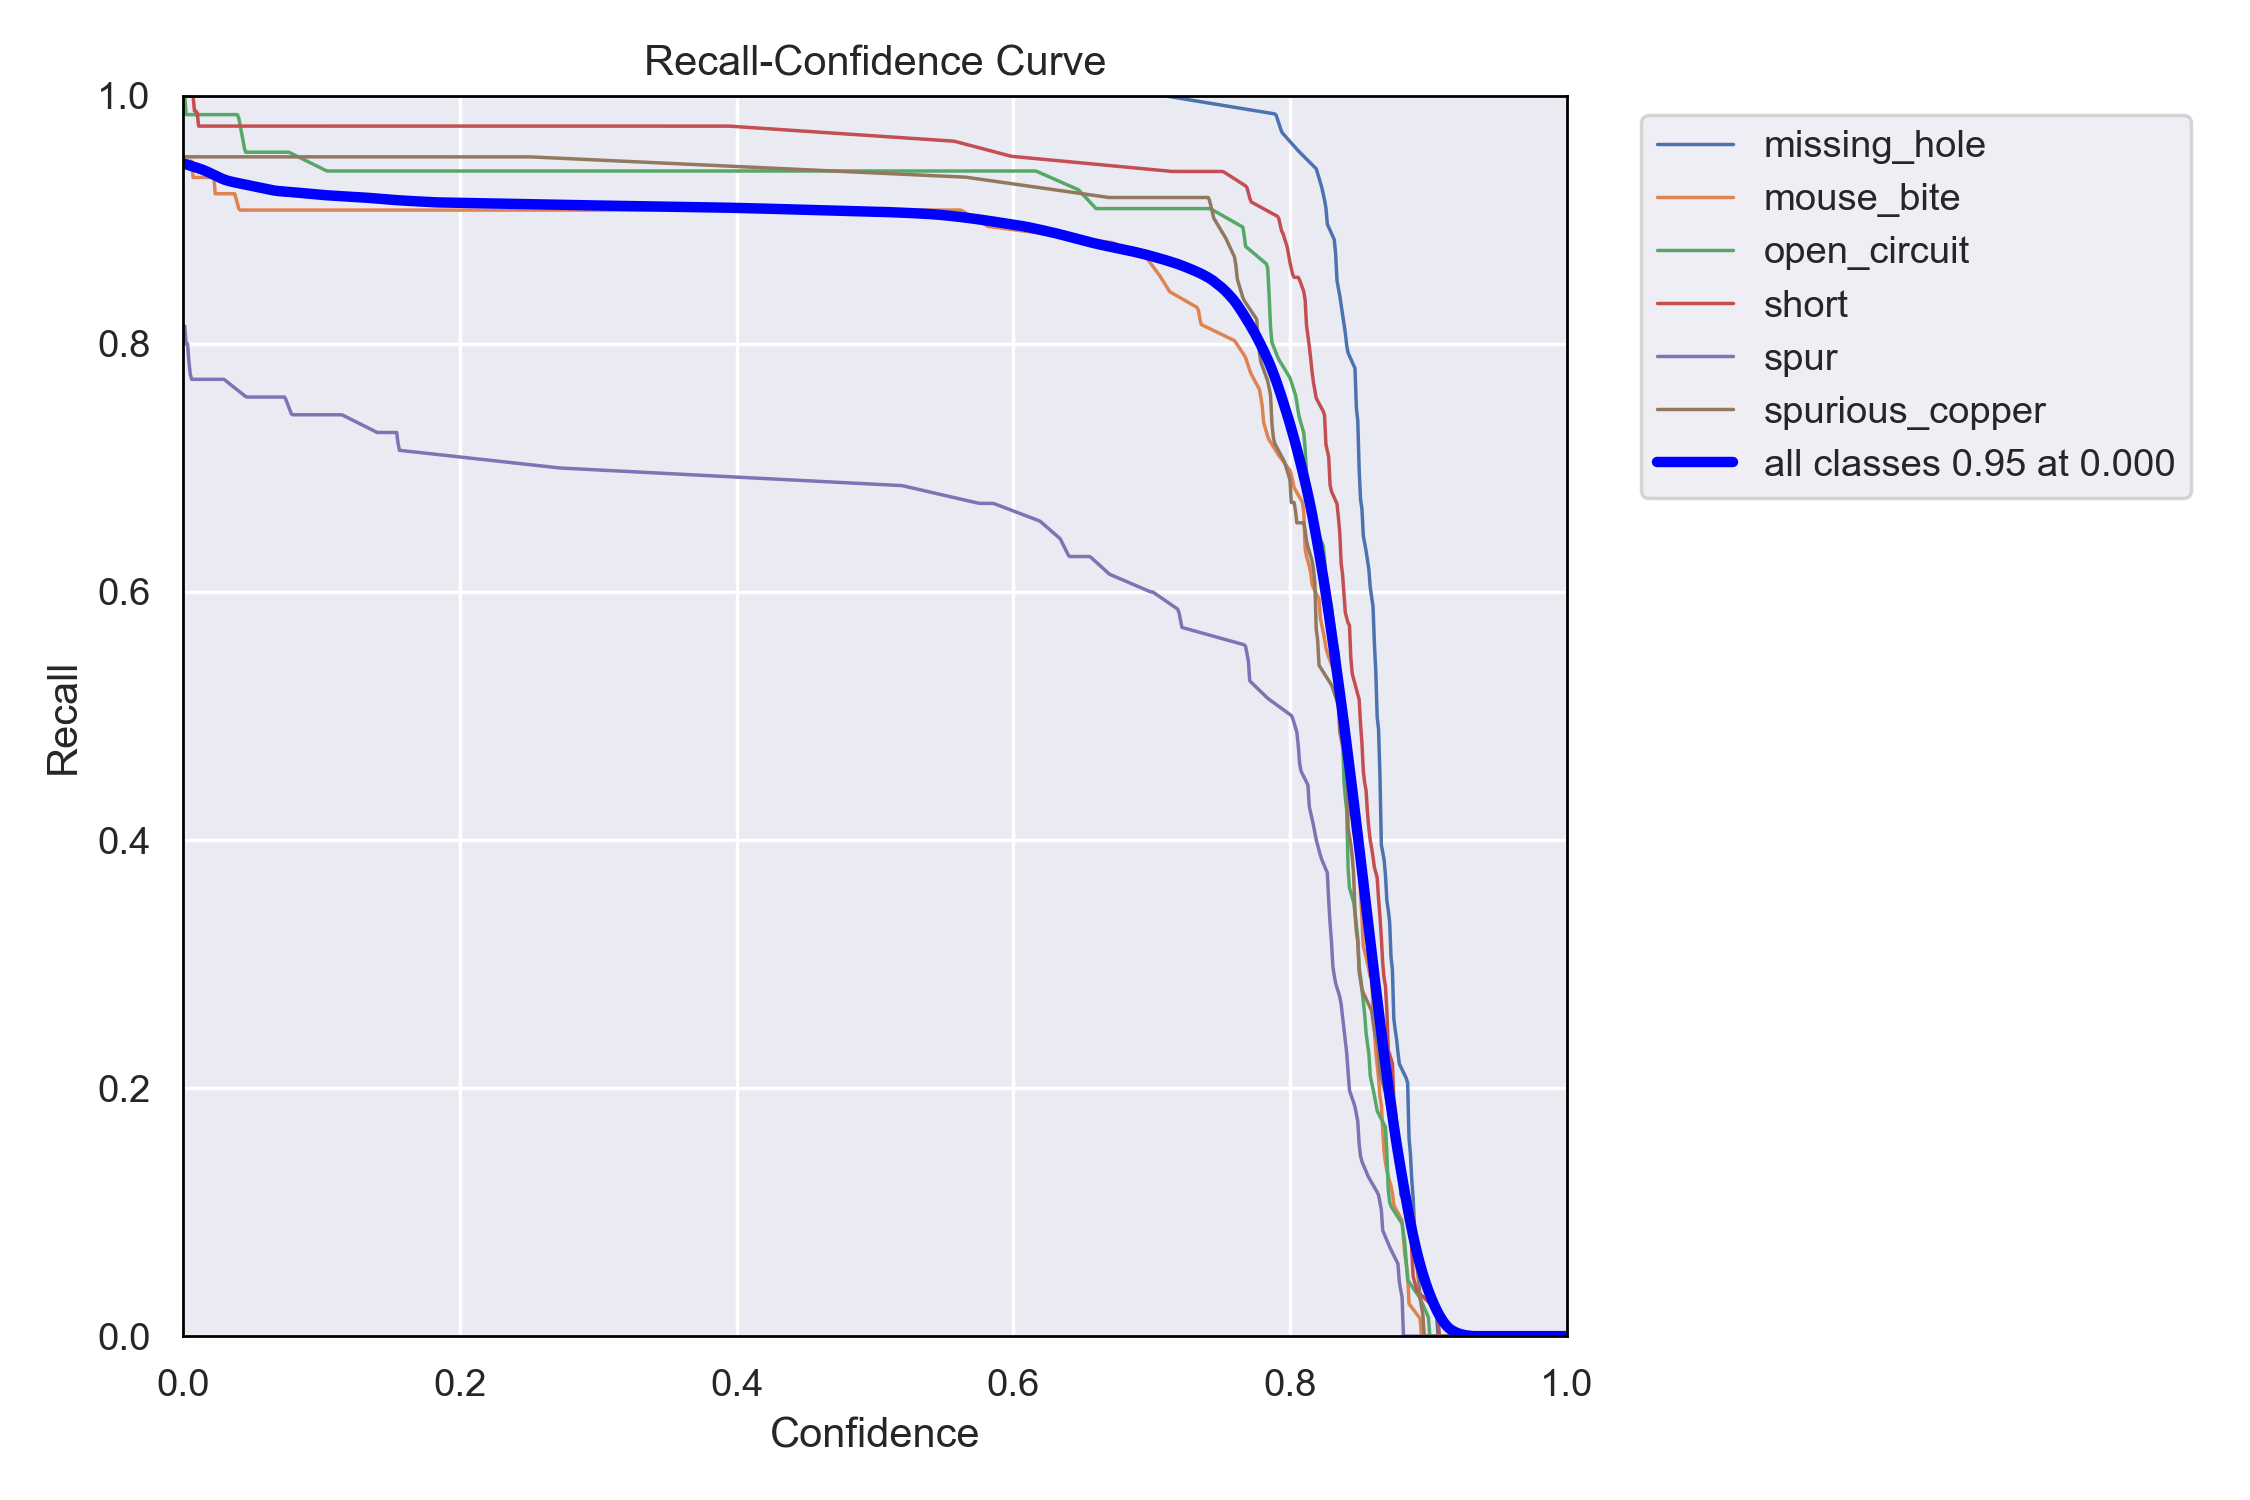 Recall-Confidence Curve
1.0
0.8
0.6
0.4
0.2
0.0
Recall
0.0 0.2 0.4 0.6 0.8 1.0
Confidence
missing_hole
mouse_bite
open_circuit
short
spur
spurious_copper
all classes 0.95 at 0.000